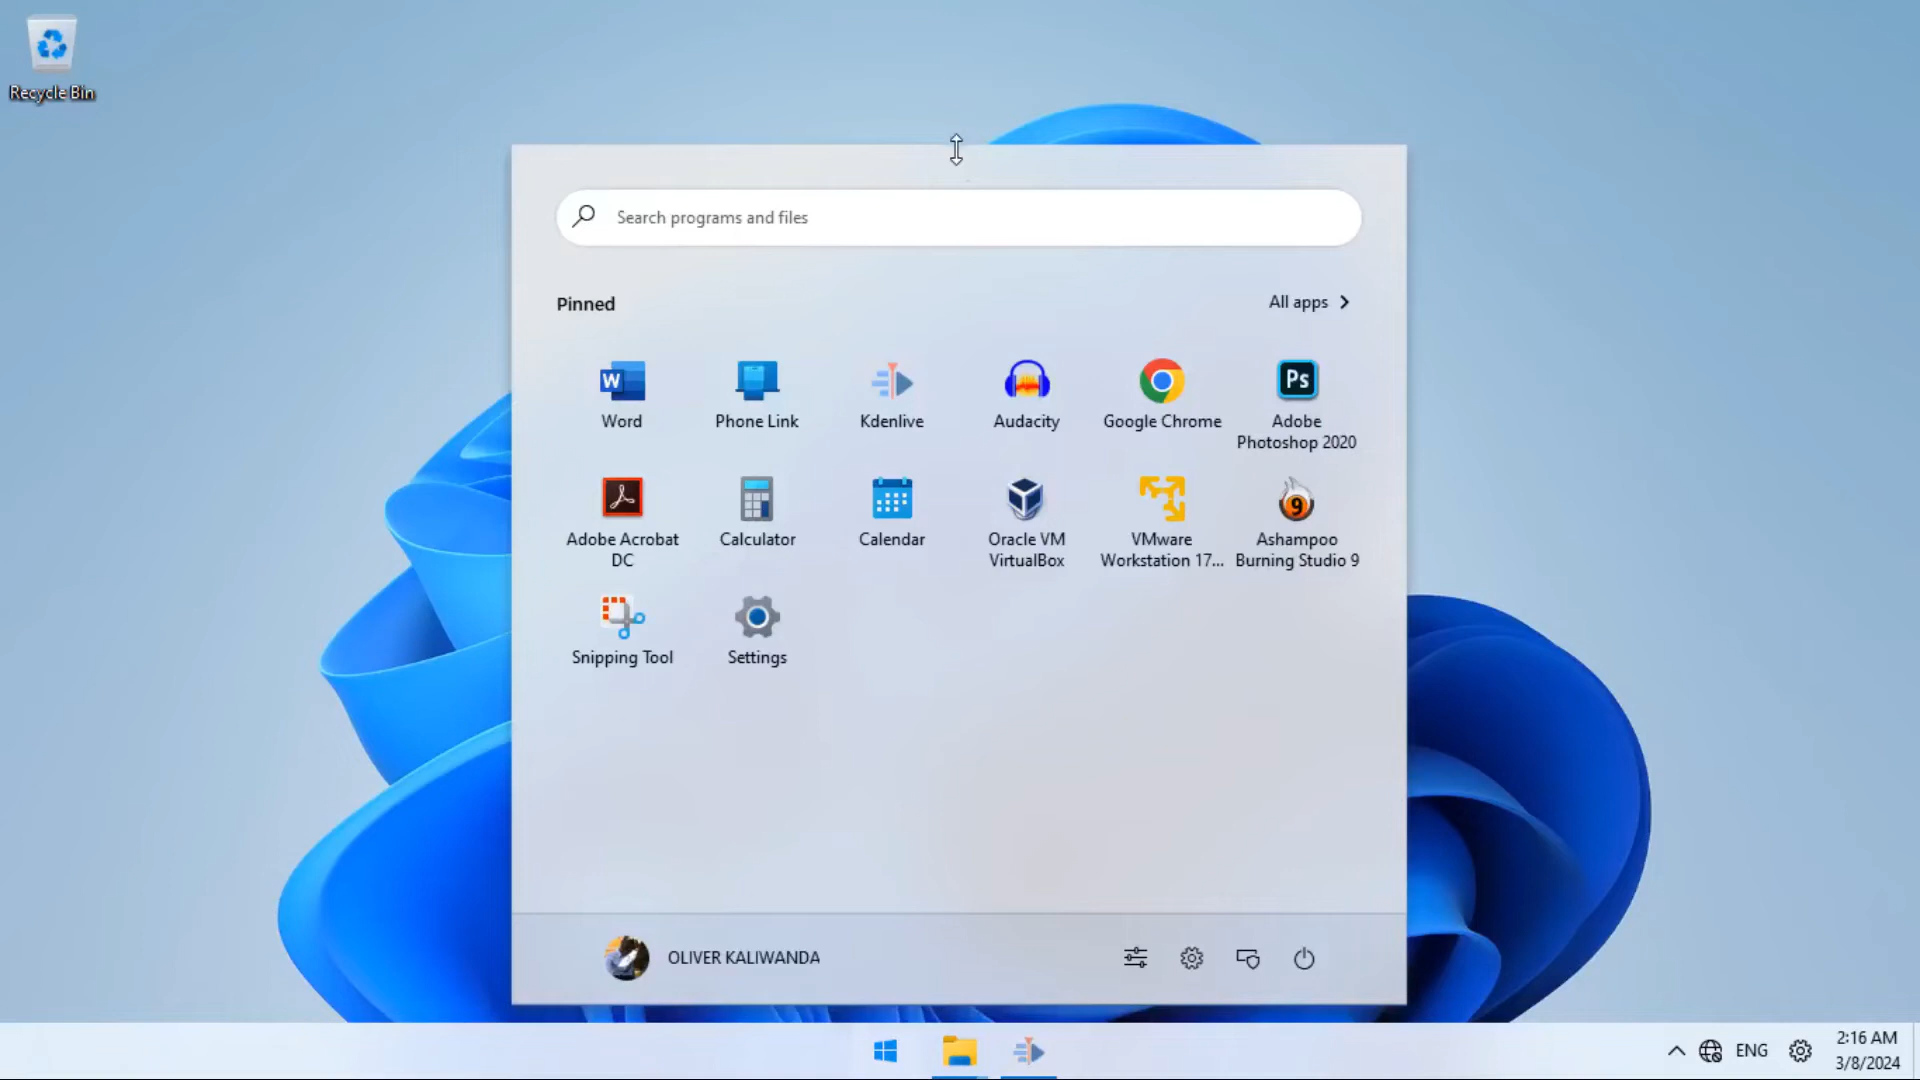 Recycle Bin
Search programs and files
Pinned
All apps
W
Word
Phone Link
Kdenlive
Audacity
Google Chrome
Ps
Adobe
Photoshop 2020
Adobe Acrobat
DC
Calculator
Calendar
Oracle VM
VirtualBox
VMware
Workstation 17...
9
Ashampoo
Burning Studio 9
Snipping Tool
Settings
OLIVER KALIWANDA
ENG
2:16 AM
3/8/2024